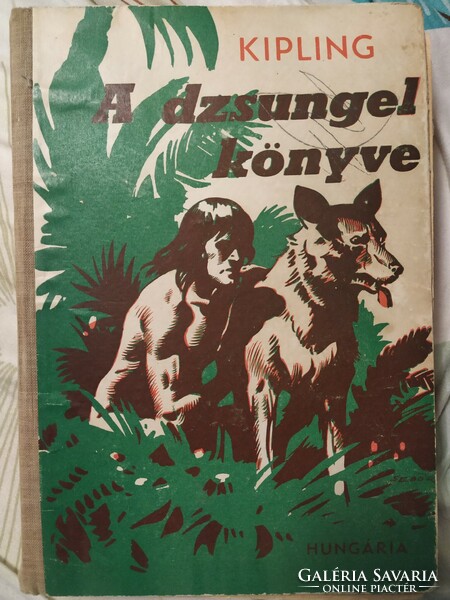 KIPLING
A dzsungel
könyve
HUNGÁRIA
GALÉRIA SAVARIA
ONLINE PIACTÉR